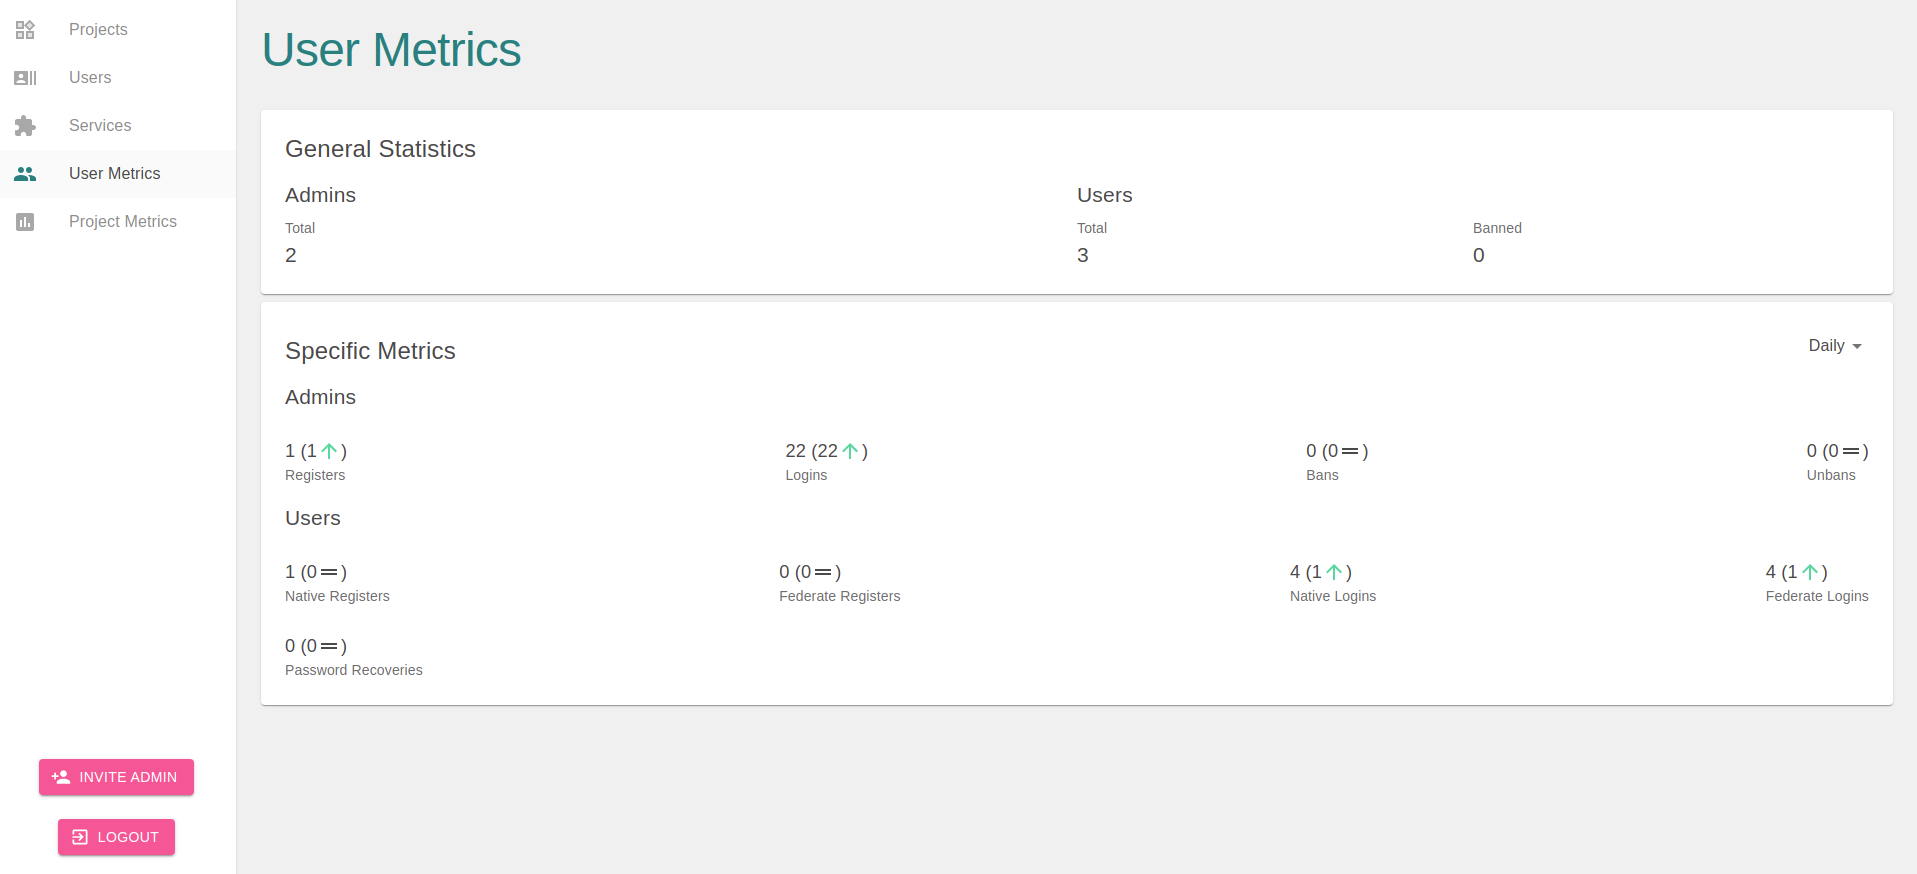 Projects
Users
Services
User Metrics
Project Metrics
INVITE ADMIN
LOGOUT
User Metrics
General Statistics
Admins
Total
2
Users
Total
3
Banned
0
Specific Metrics
Daily
Admins
1 (1↑)
Registers
22 (22↑)
Logins
0 (0=)
Bans
0 (0=)
Unbans
Users
1 (0=)
Native Registers
0 (0=)
Federate Registers
4 (1↑)
Native Logins
4 (1↑)
Federate Logins
0 (0=)
Password Recoveries